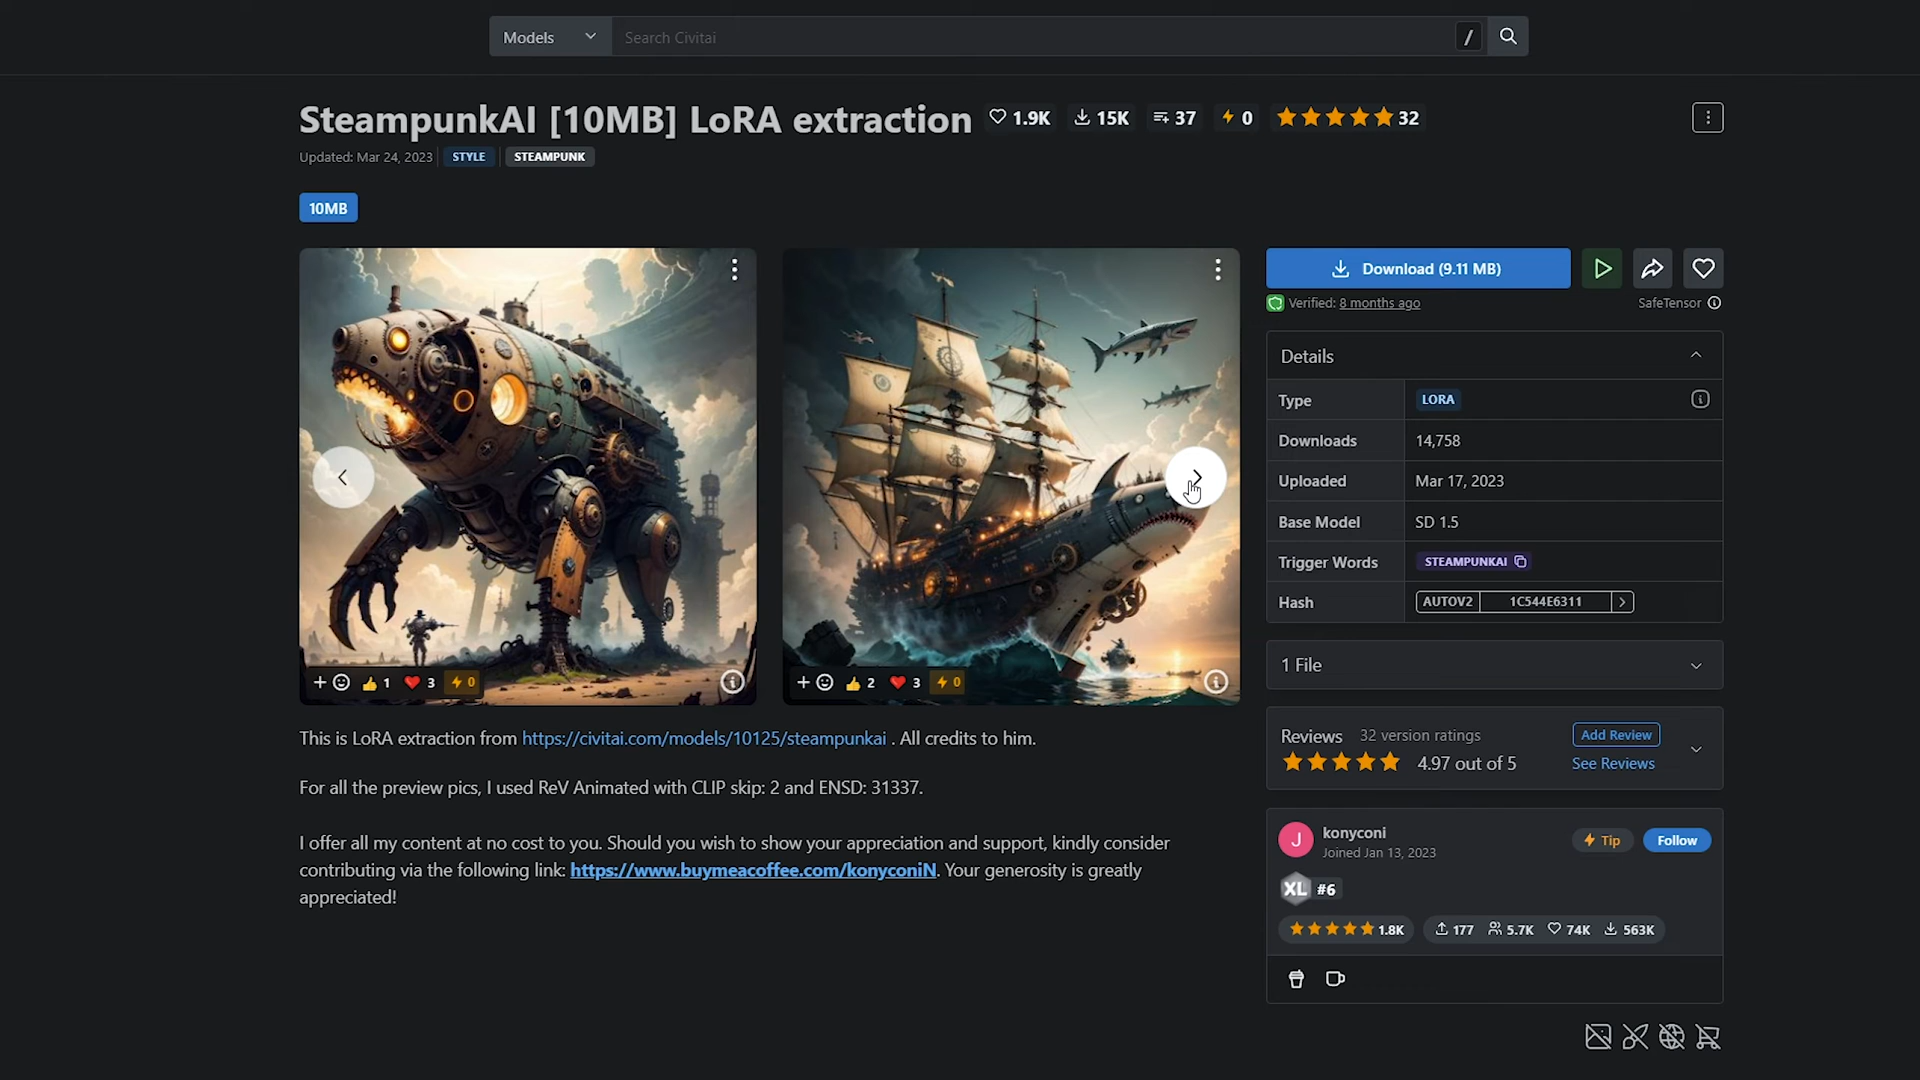 Models
Search Civitai
/
SteampunkAI [10MB] LoRA extraction
1.9K
15K
37
0
32
Updated: Mar 24, 2023
STYLE
STEAMPUNK
10MB
Download (9.11 MB)
Verified: 8 months ago
SafeTensor
Details
Type
LORA
Downloads
14,758
Uploaded
Mar 17, 2023
Base Model
SD 1.5
Trigger Words
STEAMPUNKAI
Hash
AUTOV2
1C544E6311
1
3
0
2
3
0
1 File
Reviews
32 version ratings
Add Review
4.97 out of 5
See Reviews
This is LoRA extraction from https://civitai.com/models/10125/steampunkai . All credits to him.
For all the preview pics, I used ReV Animated with CLIP skip: 2 and ENSD: 31337.
I offer all my content at no cost to you. Should you wish to show your appreciation and support, kindly consider
contributing via the following link: https://www.buymeacoffee.com/konyconiN. Your generosity is greatly
appreciated!
J
konyconi
Joined Jan 13, 2023
Tip
Follow
XL
#6
1.8K
177
5.7K
74K
563K